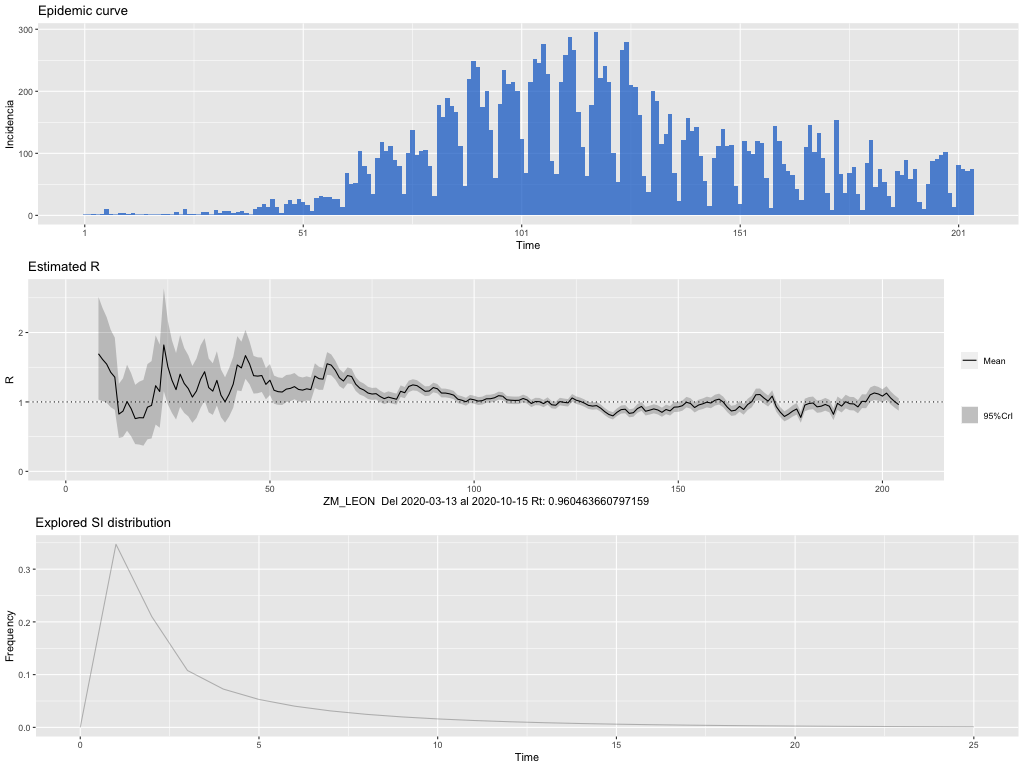 Epidemic curve
300
200
100
0
Incidencia
1 51 101 151 201
Time
Estimated R
2
1
0
R
0 50 100 150 200
ZM_LEON Del 2020-03-13 al 2020-10-15 Rt: 0.960463660797159
Mean
95%CrI
Explored SI distribution
0.3
0.2
0.1
0.0
Frequency
0 5 10 15 20 25
Time